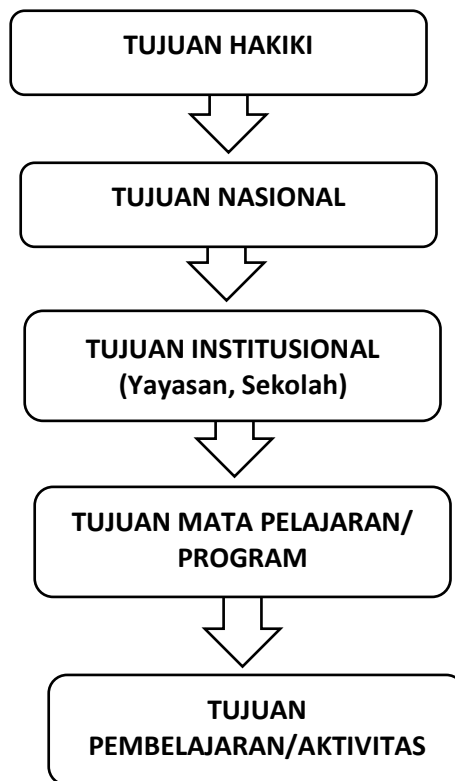 TUJUAN HAKIKI
TUJUAN NASIONAL
TUJUAN INSTITUSIONAL
(Yayasan, Sekolah)
TUJUAN MATA PELAJARAN/
PROGRAM
TUJUAN
PEMBELAJARAN/AKTIVITAS